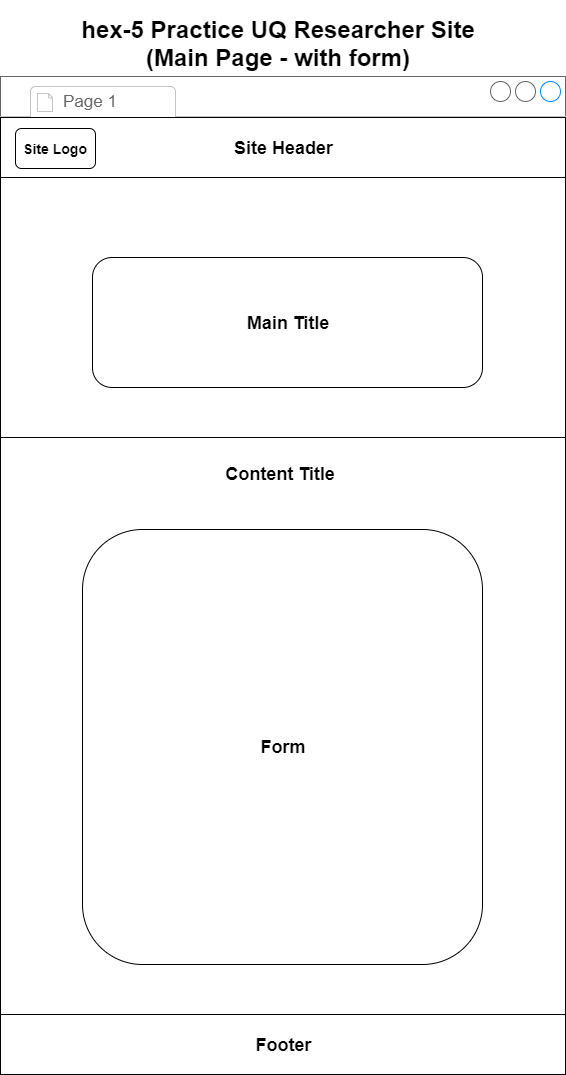 hex-5 Practice UQ Researcher Site
(Main Page - with form)
Page 1
Site Logo
Site Header
Main Title
Content Title
Form
Footer